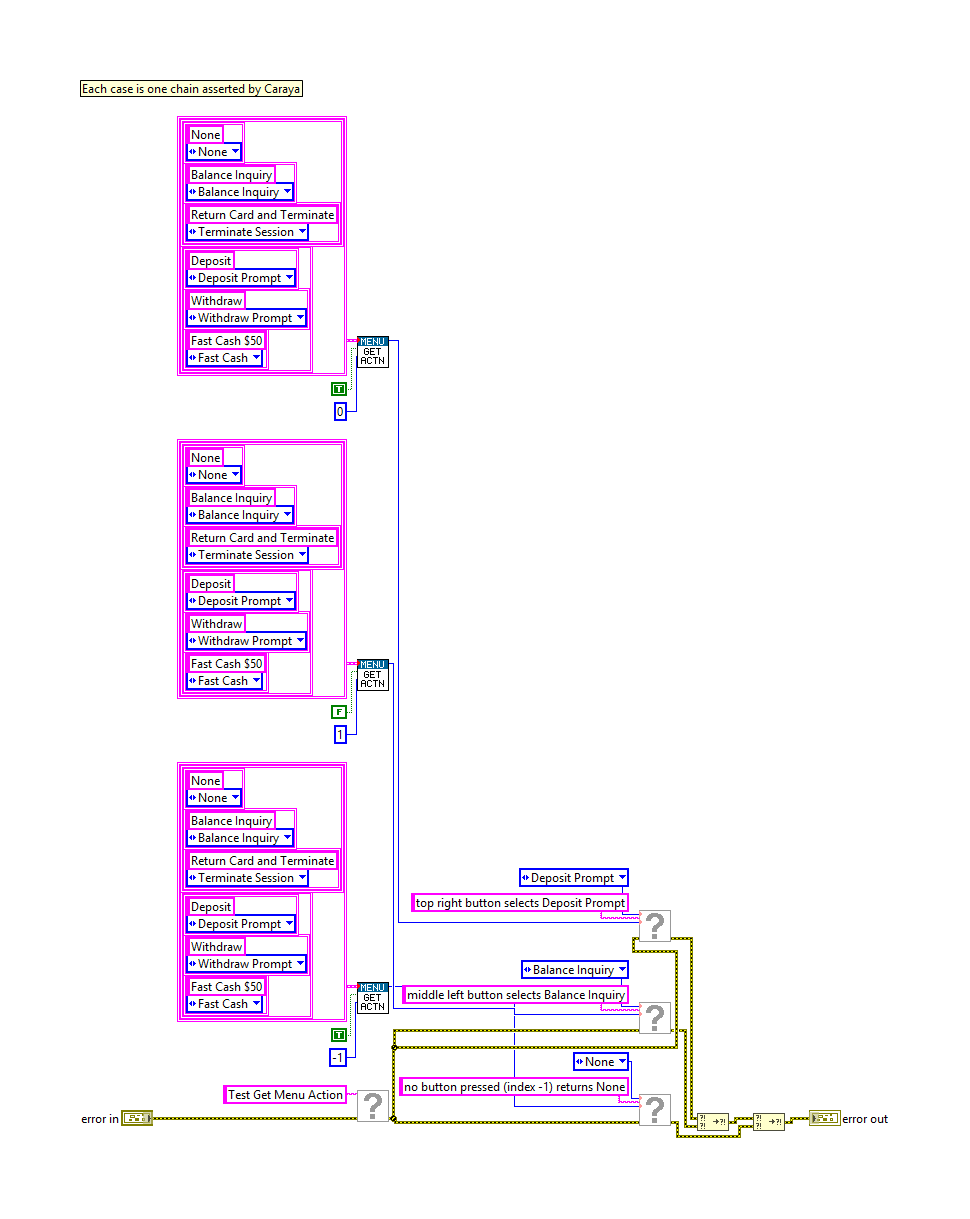 Each case is one chain asserted by Caraya
None
None
Balance Inquiry
Balance Inquiry
Return Card and Terminate
Terminate Session
Deposit
Deposit Prompt
Withdraw
Withdraw Prompt
Fast Cash $50
Fast Cash
MENU
GET
ACTN
T
0
None
None
Balance Inquiry
Balance Inquiry
Return Card and Terminate
Terminate Session
Deposit
Deposit Prompt
Withdraw
Withdraw Prompt
Fast Cash $50
Fast Cash
MENU
GET
ACTN
F
1
None
None
Balance Inquiry
Balance Inquiry
Return Card and Terminate
Terminate Session
Deposit
Deposit Prompt
Withdraw
Withdraw Prompt
Fast Cash $50
Fast Cash
MENU
GET
ACTN
T
-1
Deposit Prompt
top right button selects Deposit Prompt
?
Balance Inquiry
middle left button selects Balance Inquiry
?
None
no button pressed (index -1) returns None
?
Test Get Menu Action
?
error in
?!
?!
→?!
?!
?!
→?!
error out